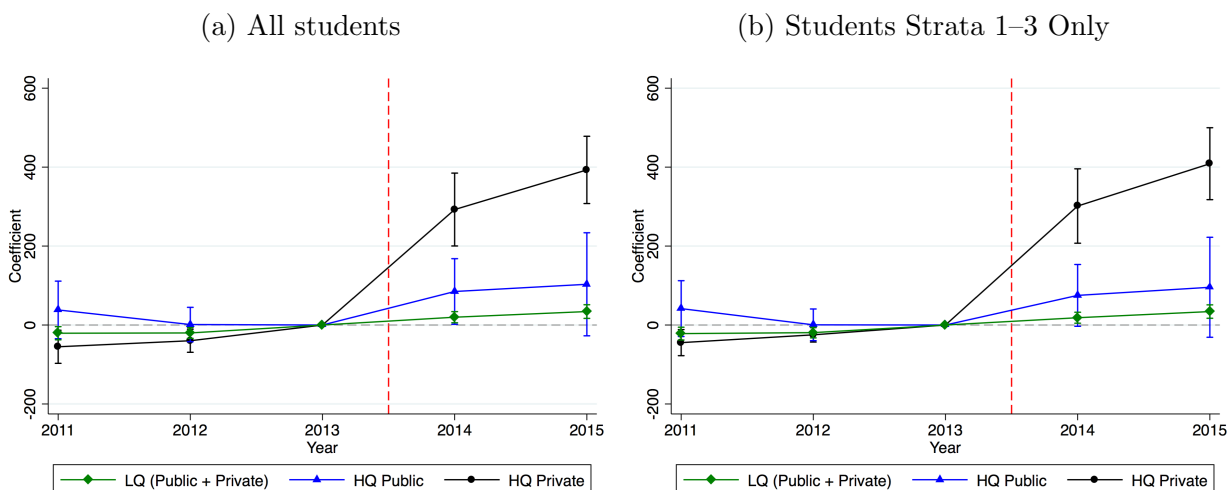 (a) All students
600
400
200
0
-200
Coefficient
2011 2012 2013 2014 2015
Year
LQ (Public + Private) HQ Public HQ Private
(b) Students Strata 1–3 Only
600
400
200
0
-200
Coefficient
2011 2012 2013 2014 2015
Year
LQ (Public + Private) HQ Public HQ Private